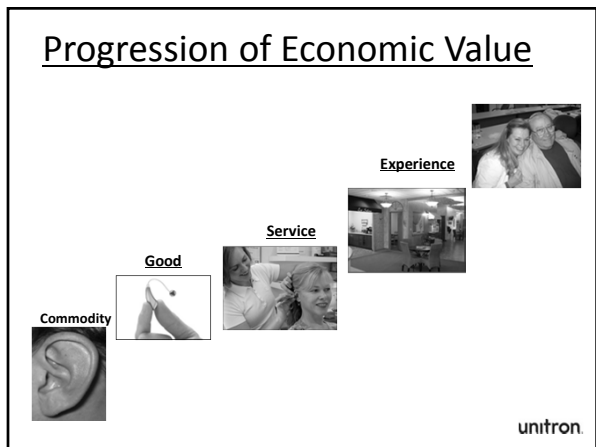 Progression of Economic Value
Experience
Service
Good
Commodity
unitron.